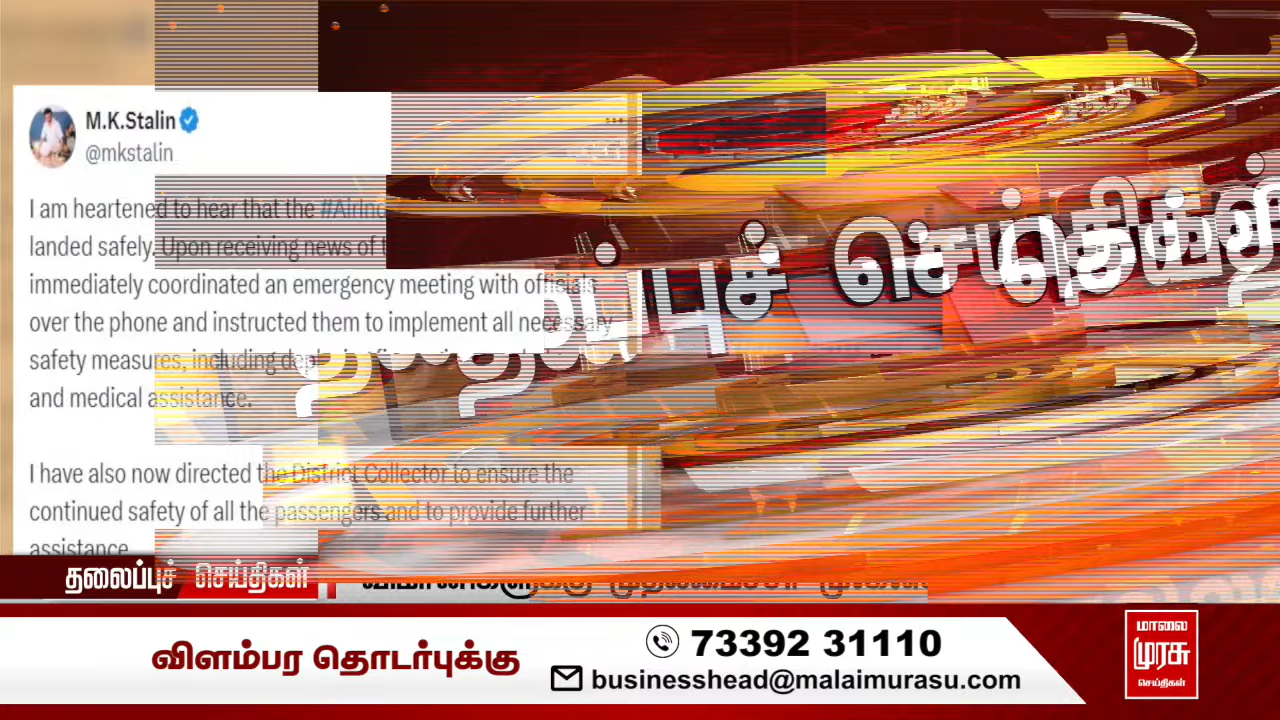 M.K.Stalin
@mkstalin
I am heartened to hear that the
landed safely. Upon receiving news of
immediately coordinated an emergency meeting with officials
over the phone and instructed them to implement all necessary
safety measures, including
and medical assistance.
I have also now directed the District Collector to ensure the
continued safety of all the passengers and to provide further
assistance
செய்திகள்
தலைப்புச் செய்திகள்
விளம்பர தொடர்புக்கு
73392 31110
businesshead@malaimurasu.com
மாலை
முரசு
செய்திகள்